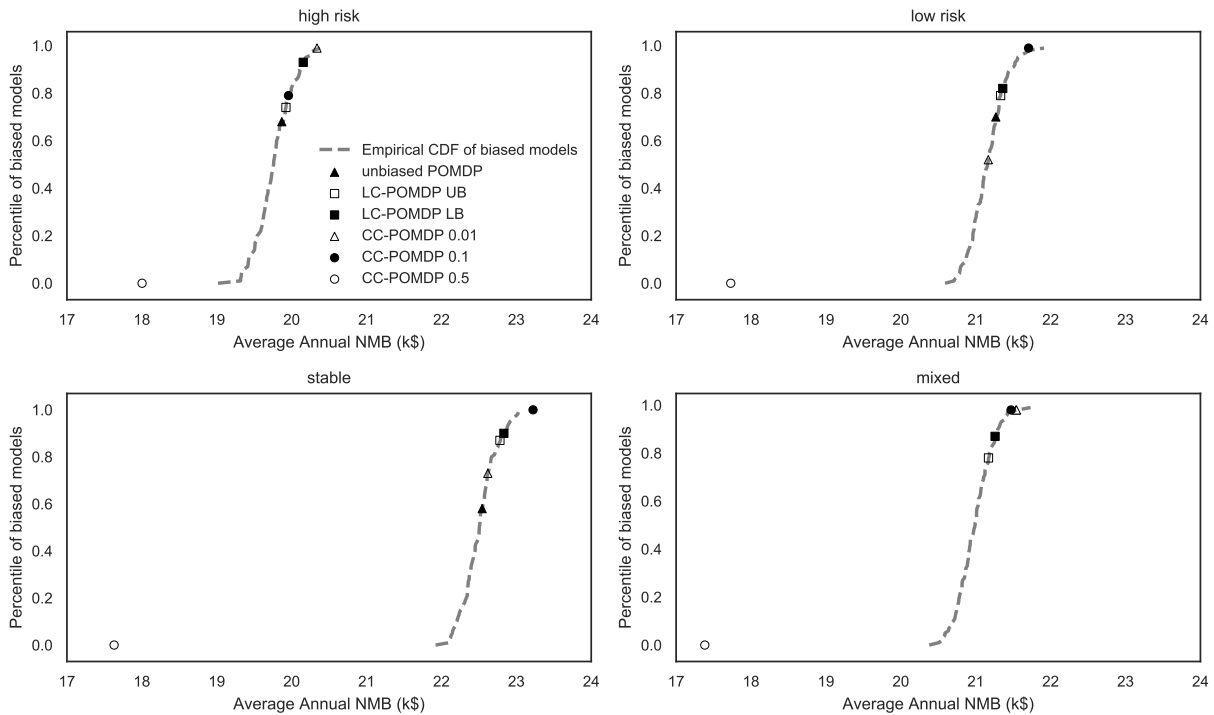 high risk
1.0
0.8
0.6
0.4
0.2
0.0
Percentile of biased models
Empirical CDF of biased models
unbiased POMDP
LC-POMDP UB
LC-POMDP LB
CC-POMDP 0.01
CC-POMDP 0.1
CC-POMDP 0.5
17 18 19 20 21 22 23 24
Average Annual NMB (k$)
low risk
1.0
0.8
0.6
0.4
0.2
0.0
Percentile of biased models
17 18 19 20 21 22 23 24
Average Annual NMB (k$)
stable
1.0
0.8
0.6
0.4
0.2
0.0
Percentile of biased models
17 18 19 20 21 22 23 24
Average Annual NMB (k$)
mixed
1.0
0.8
0.6
0.4
0.2
0.0
Percentile of biased models
17 18 19 20 21 22 23 24
Average Annual NMB (k$)